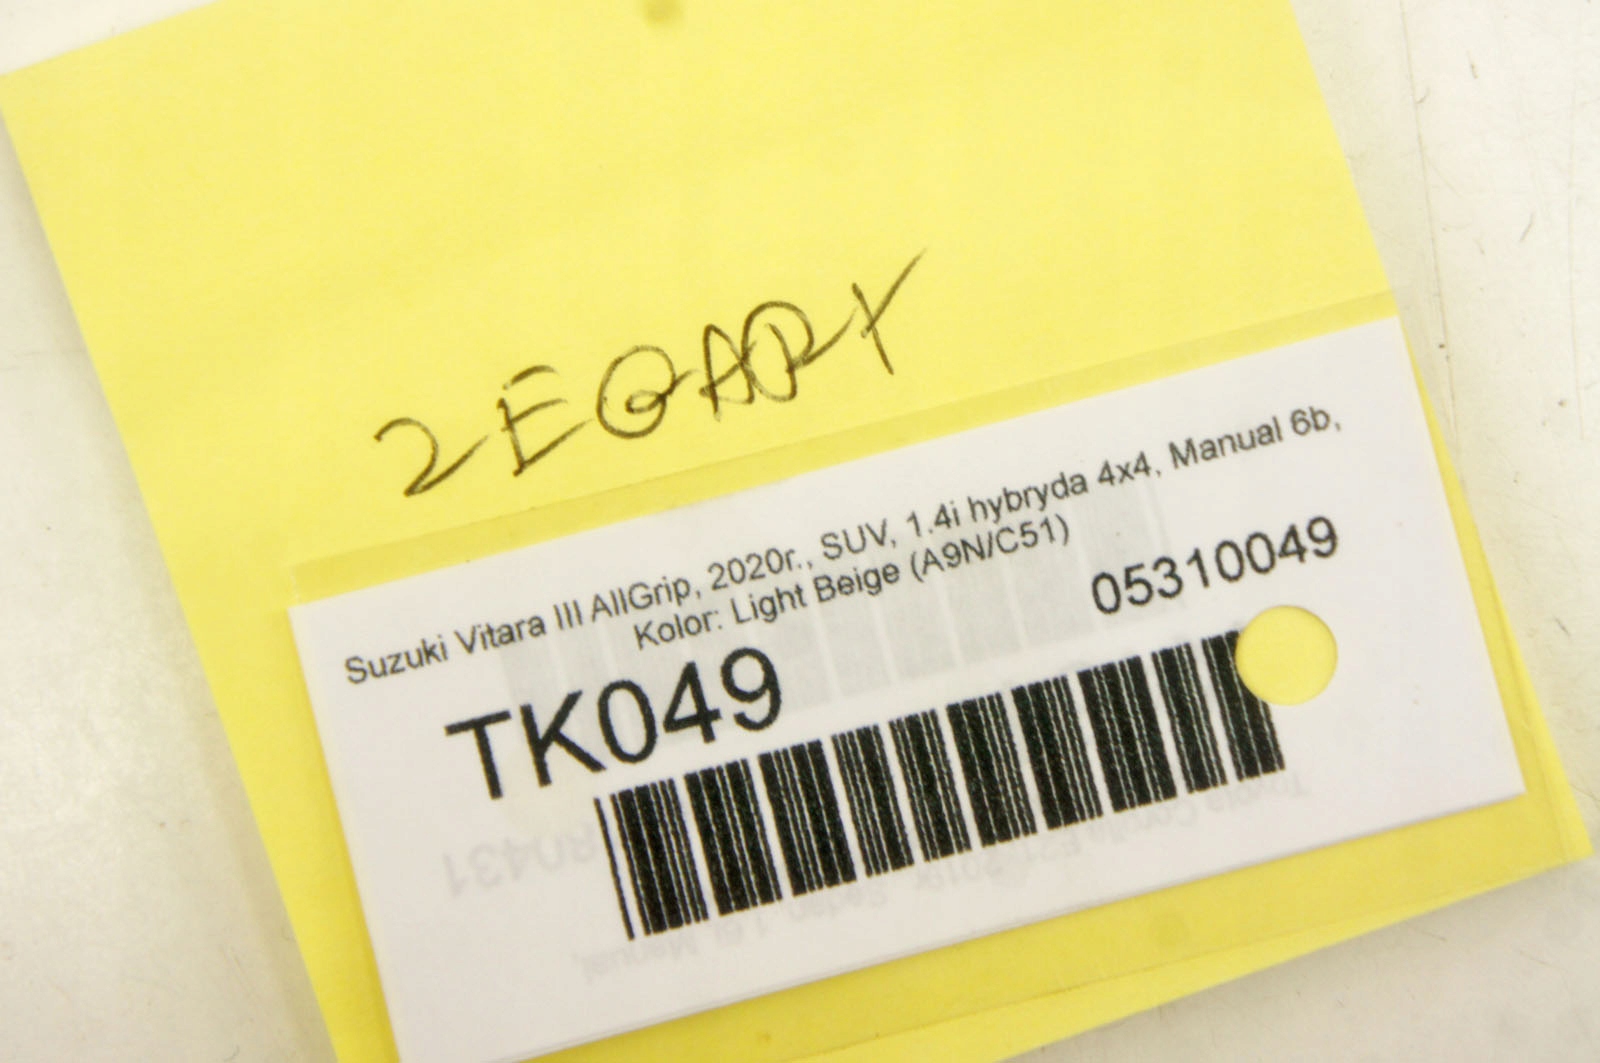 ZEGARY
Suzuki Vitara III AllGrip, 2020r., SUV, 1.4i hybryda 4x4, Manual 6b,
Kolor: Light Beige (A9N/C51)
05310049
TK049